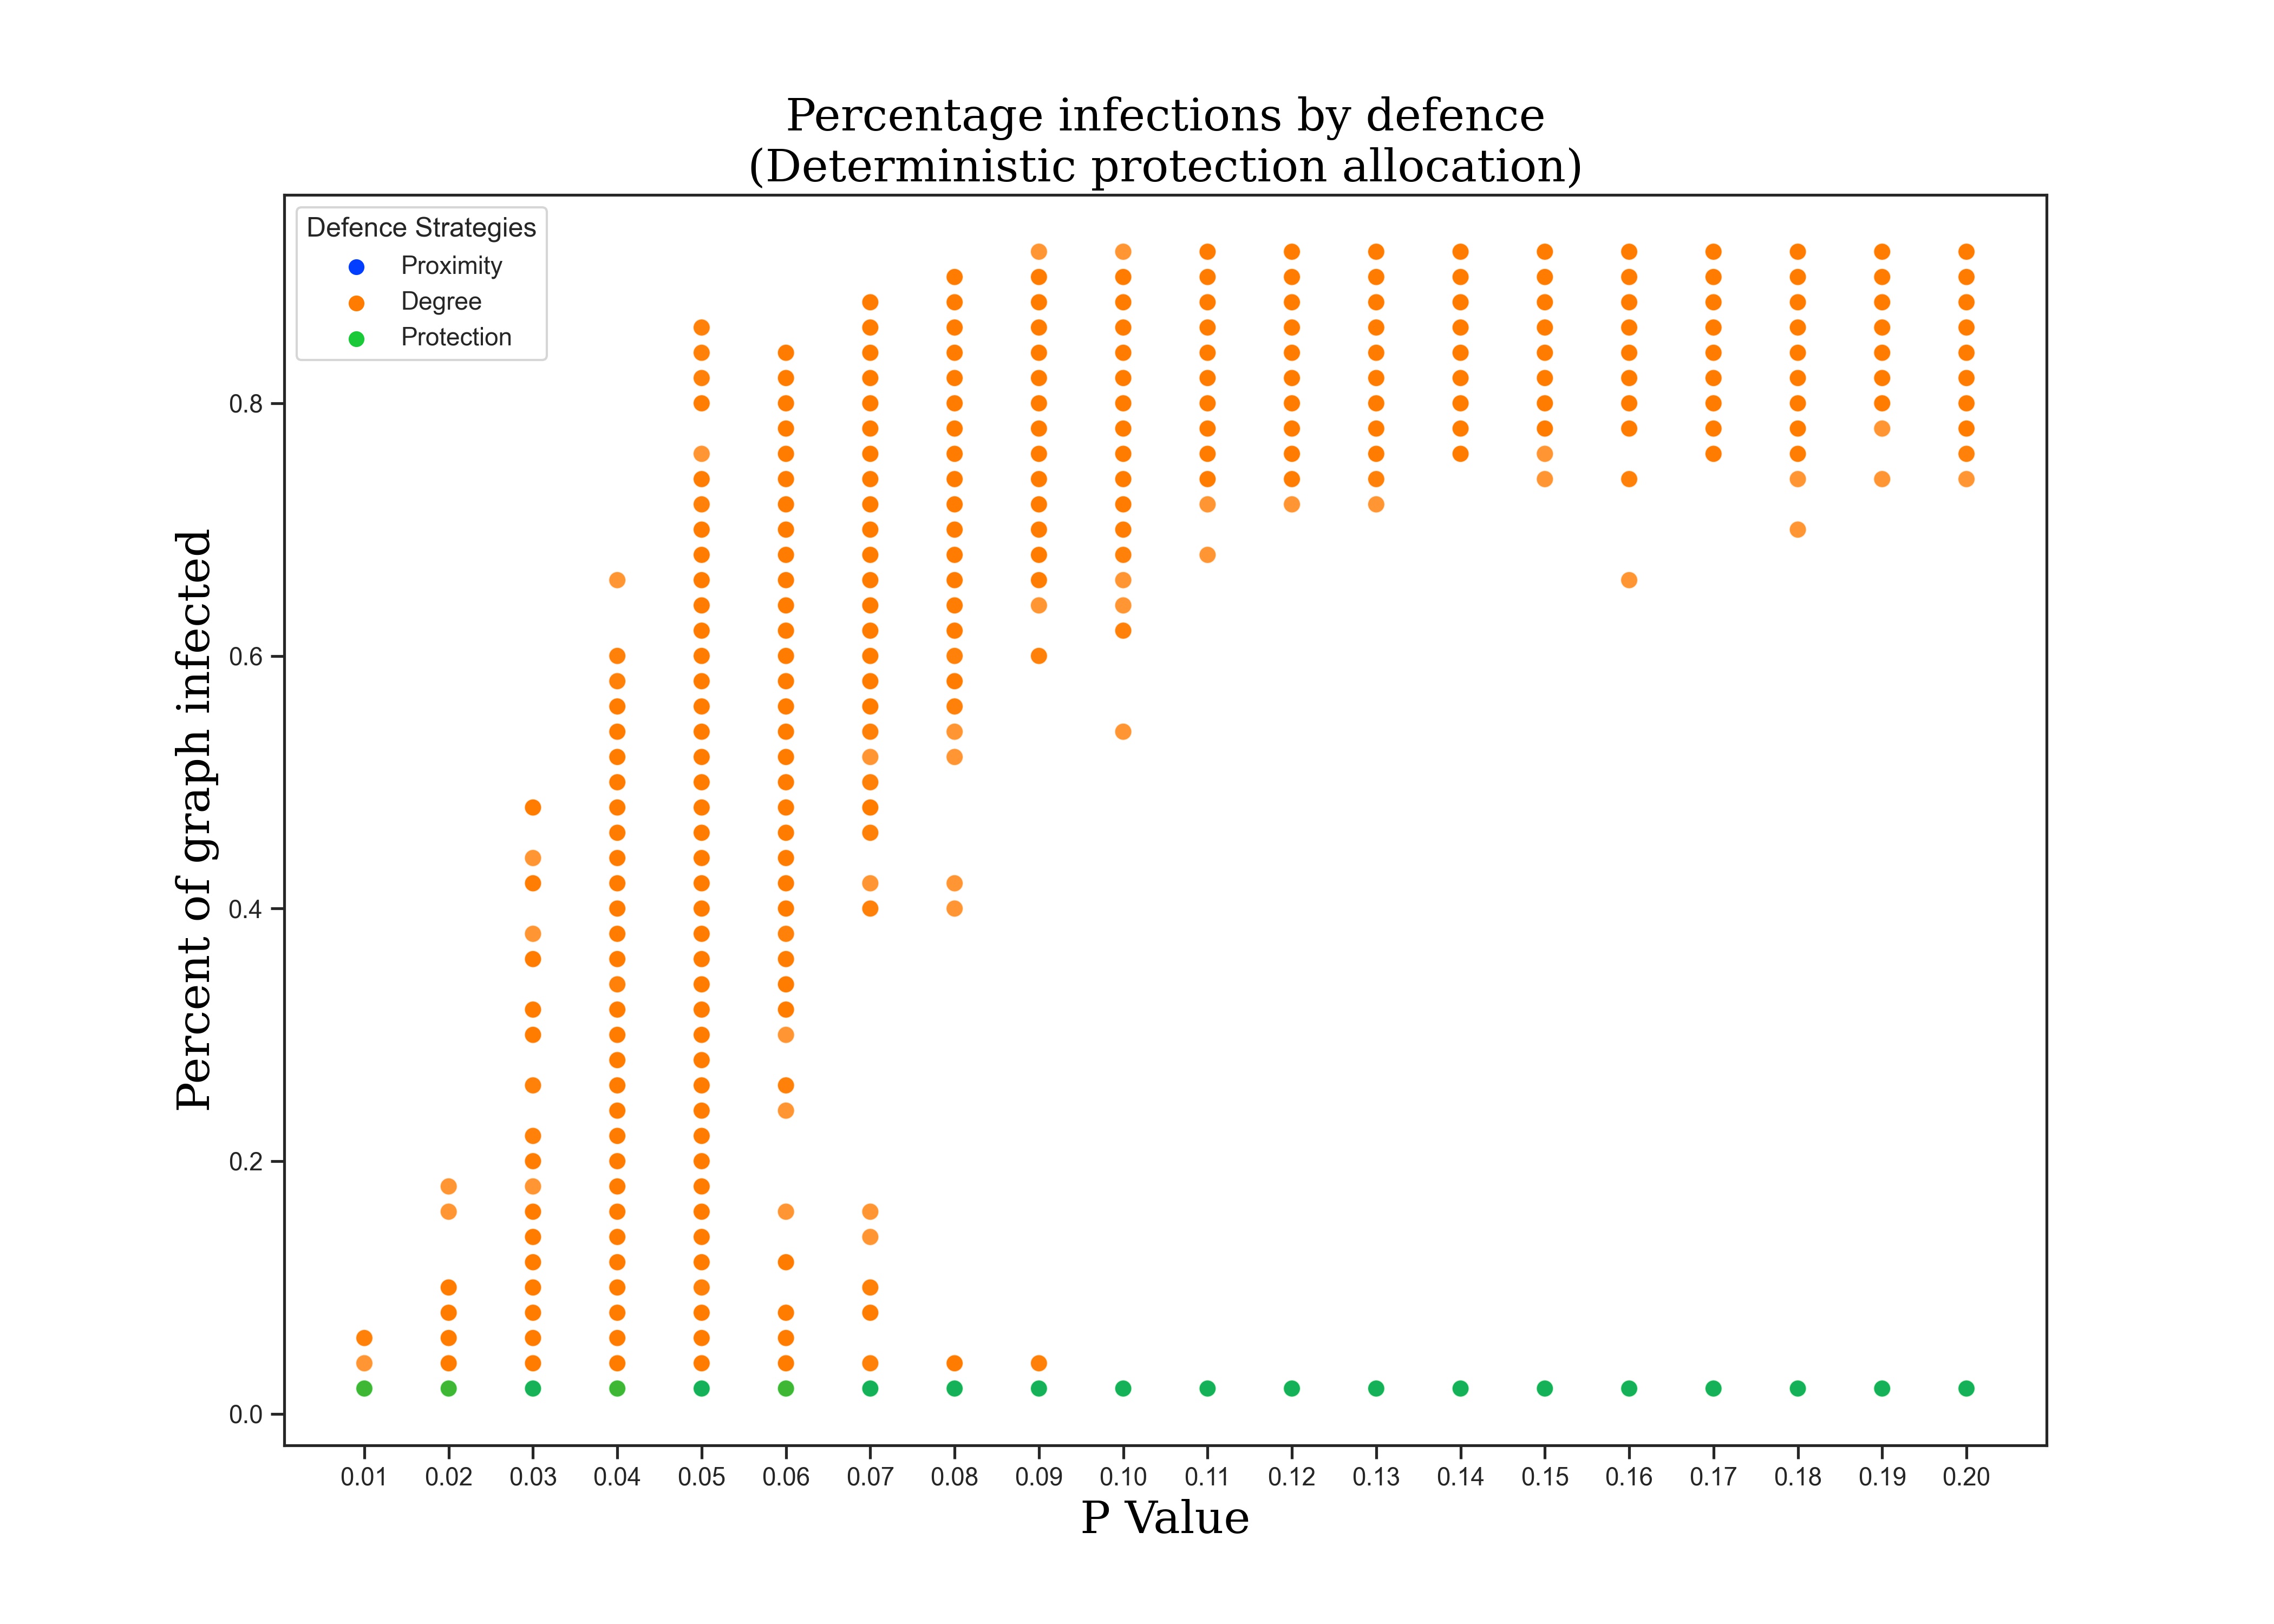 Percentage infections by defence
(Deterministic protection allocation)
Defence Strategies
Proximity
Degree
Protection
Percent of graph infected
0.8
0.6
0.4
0.2
0.0
0.01 0.02 0.03 0.04 0.05 0.06 0.07 0.08 0.09 0.10 0.11 0.12 0.13 0.14 0.15 0.16 0.17 0.18 0.19 0.20
P Value